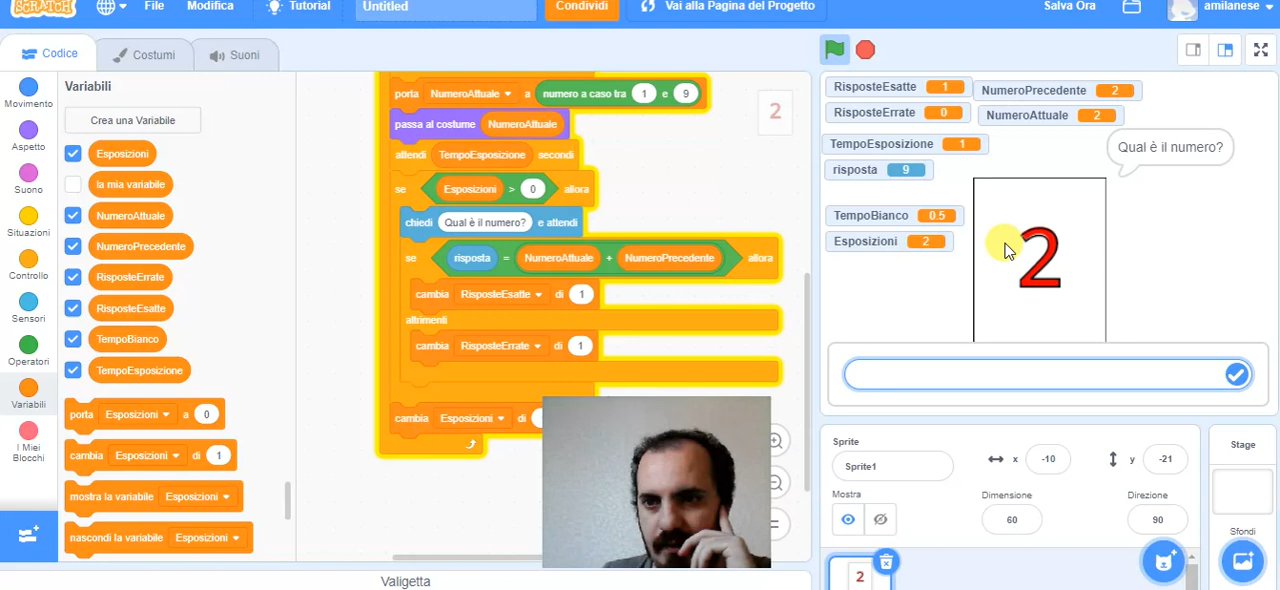 SCRATCH File Modifica Tutorial Untitled Condividi Vai alla Pagina del Progetto Salva Ora amilanese
Codice Costumi Suoni
Movimento
Aspetto
Suono
Situazioni
Controllo
Sensori
Operatori
Variabili
I Miei
Blocchi
Variabili
Crea una Variabile
Esposizioni
la mia variabile
NumeroAttuale
NumeroPrecedente
RisposteErrate
RisposteEsatte
TempoBianco
TempoEsposizione
porta Esposizioni a 0
cambia Esposizioni di 1
mostra la variabile Esposizioni
nascondi la variabile Esposizioni
porta NumeroAttuale a numero a caso tra 1 e 9
passa al costume NumeroAttuale
attendi TempoEsposizione secondi
se Esposizioni > 0 allora
chiedi Qual è il numero? e attendi
se risposta = NumeroAttuale + NumeroPrecedente allora
cambia RisposteEsatte di 1
altrimenti
cambia RisposteErrate di 1
cambia Esposizioni di
2
Valigetta
RisposteEsatte 1
NumeroPrecedente 2
RisposteErrate 0
NumeroAttuale 2
TempoEsposizione 1
risposta 9
TempoBianco 0.5
Esposizioni 2
Qual è il numero?
2
Sprite
Sprite1
x -10
y -21
Mostra
Dimensione
60
Direzione
90
2
Stage
Sfondi